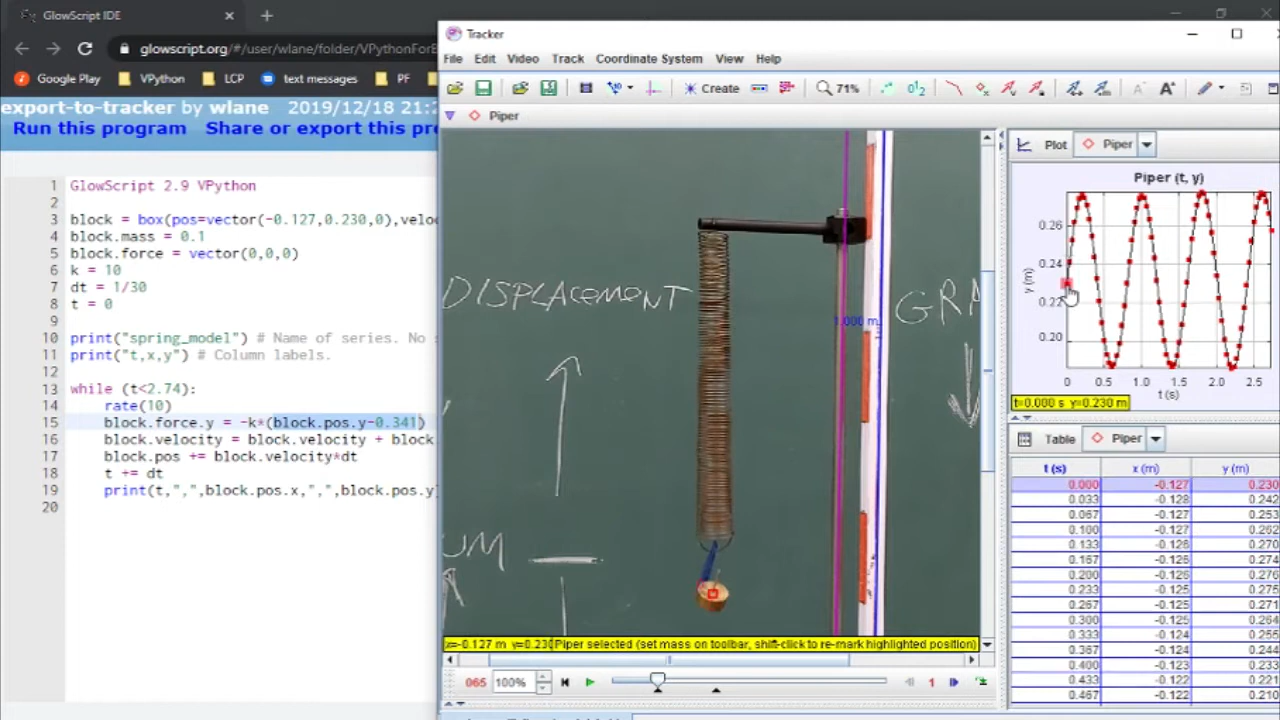 GlowScript IDE
glowscript.org/#/user/wlane/folder/VPythonForE
Google Play VPython LCP text messages PF
export-to-tracker by wlane 2019/12/18 21:2
Run this program Share or export this pro
1 GlowScript 2.9 VPython
2
3 block = box(pos=vector(-0.127,0.230,0),velo
4 block.mass = 0.1
5 block.force = vector(0,0,0)
6 k = 10
7 dt = 1/30
8 t = 0
9
10 print("spring_model") # Name of series. No
11 print("t,x,y") # Column labels.
12
13 while (t<2.74):
14 rate(10)
15 block.force.y = -k*(block.pos.y-0.341)
16 block.velocity = block.velocity + block.
17 block.pos += block.velocity*dt
18 t += dt
19
20
Tracker
File Edit Video Track Coordinate System View Help
Create 71%
Piper
DISPLACEMENT
GRA
UM
1.000 m
x=-0.127 m y=0.230 Piper selected (set mass on toolbar, shift-click to re-mark highlighted position)
065 100% 1
Plot Piper
Piper (t, y)
y (m)
0.26
0.24
0.22
0.20
0 0.5 1.0 1.5 2.0 2.5
t (s)
t=0.000 s y=0.230 m
Table Piper
t (s) x (m) y (m)
0.000 -0.127 0.230
0.033 -0.128 0.242
0.067 -0.127 0.253
0.100 -0.127 0.262
0.133 -0.126 0.270
0.167 -0.125 0.274
0.200 -0.126 0.276
0.233 -0.125 0.275
0.267 -0.125 0.271
0.300 -0.125 0.264
0.333 -0.124 0.256
0.367 -0.124 0.244
0.400 -0.123 0.233
0.433 -0.122 0.221
0.467 -0.122 0.210